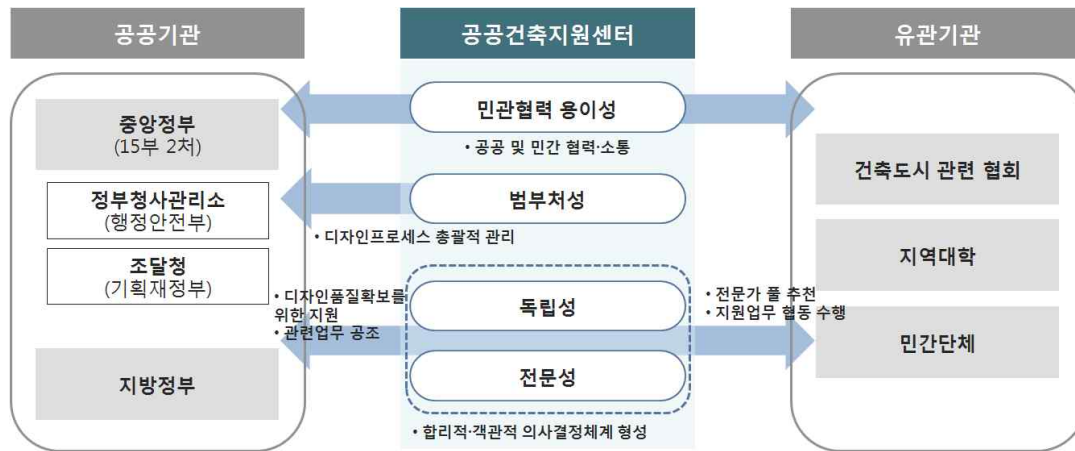 공공기관
공공건축지원센터
유관기관
중앙정부
(15부 2처)
정부청사관리소
(행정안전부)
조달청
(기획재정부)
지방정부
민관협력 용이성
• 공공 및 민간 협력·소통
범부처성
• 디자인프로세스 총괄적 관리
• 디자인품질확보를
위한 지원
• 관련업무 공조
독립성
전문성
• 합리적·객관적 의사결정체계 형성
• 전문가 풀 추천
• 지원업무 협동 수행
건축도시 관련 협회
지역대학
민간단체